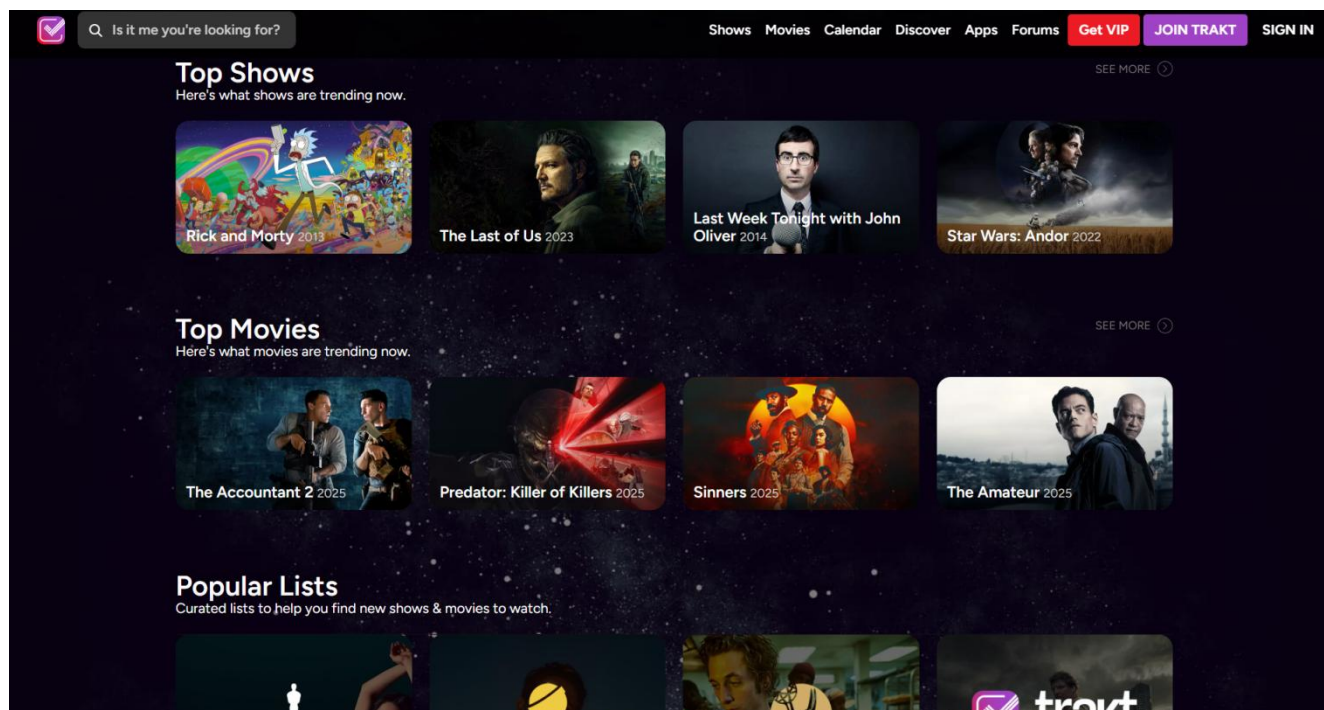 Is it me you're looking for?
Shows Movies Calendar Discover Apps Forums Get VIP JOIN TRAKT SIGN IN
Top Shows
SEE MORE
Here's what shows are trending now.
Rick and Morty 2013
The Last of Us 2023
Last Week Tonight with John
Oliver 2014
Star Wars: Andor 2022
Top Movies
SEE MORE
Here's what movies are trending now.
The Accountant 2 2025
Predator: Killer of Killers 2025
Sinners 2025
The Amateur 2025
Popular Lists
Curated lists to help you find new shows & movies to watch.
trakt